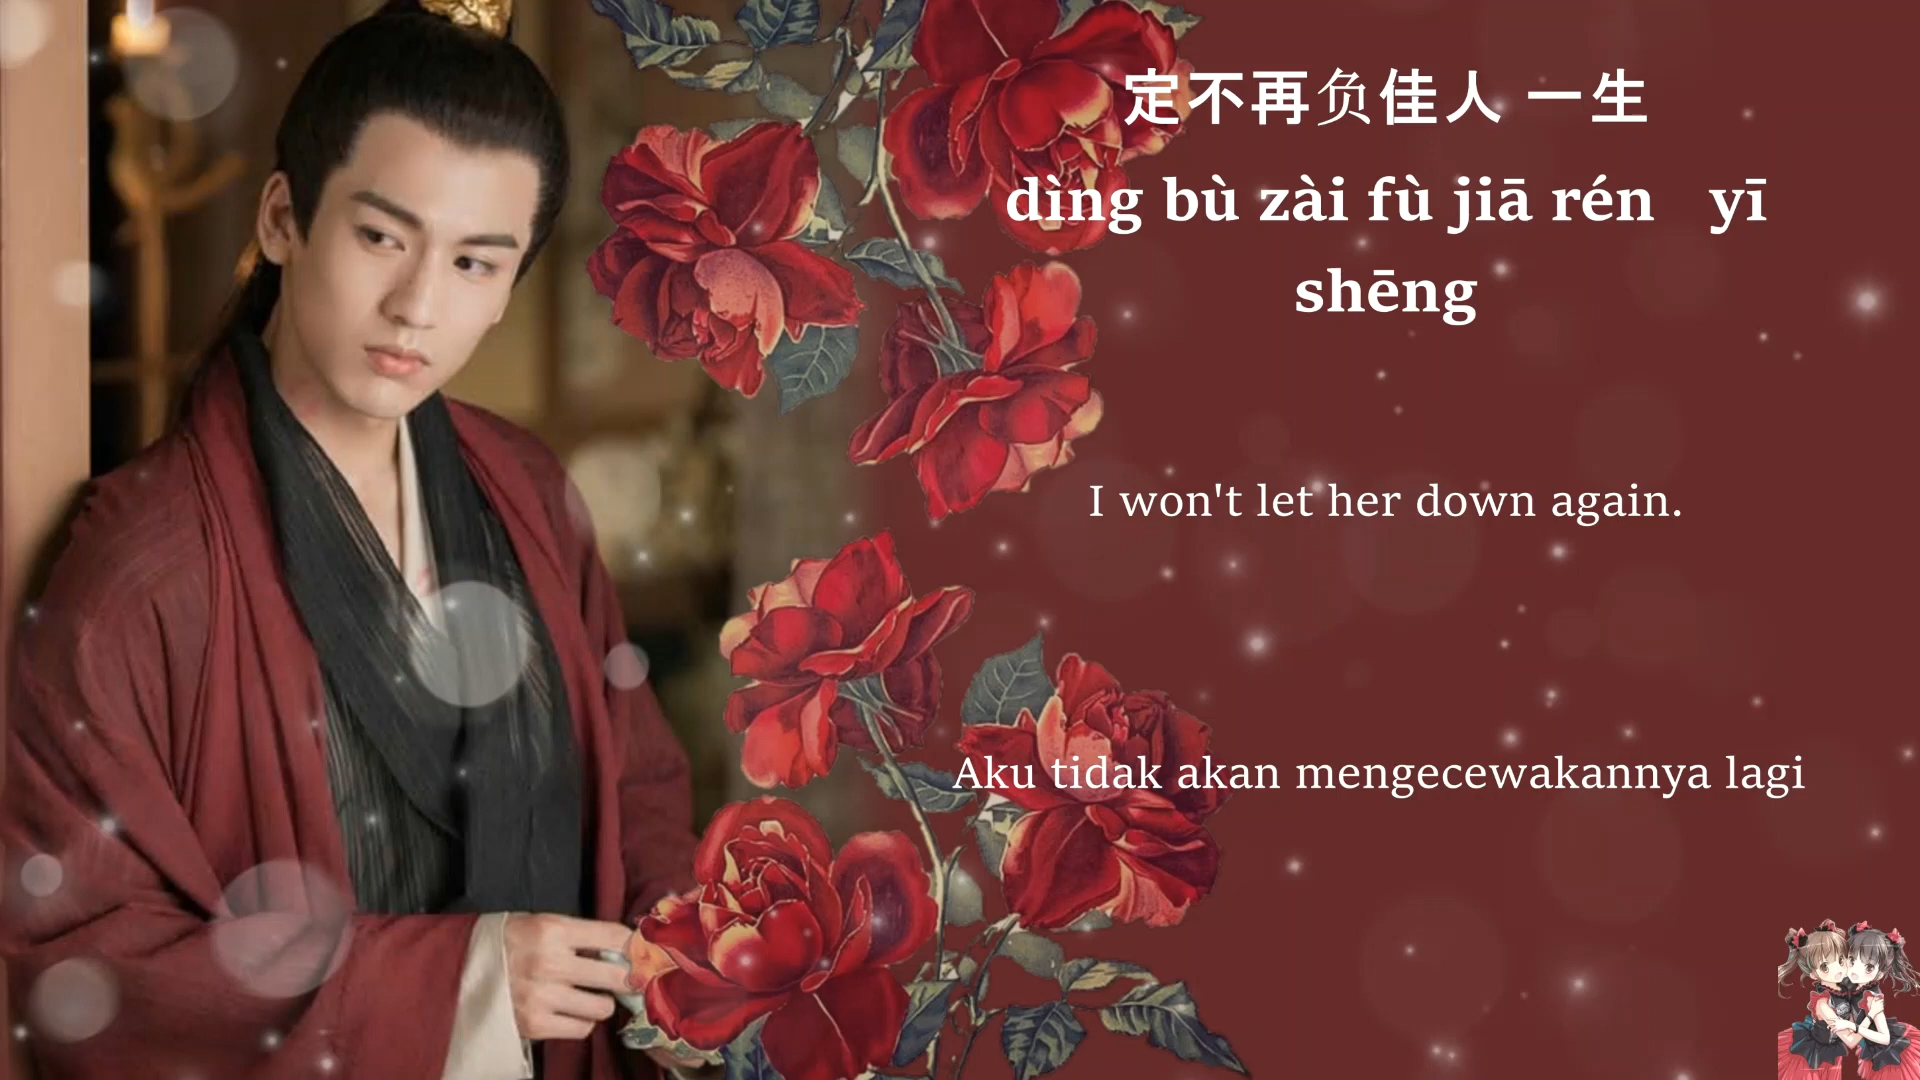 定不再负佳人 一生
dìng bù zài fù jiā rén yī
shēng
I won't let her down again.
Aku tidak akan mengecewakannya lagi